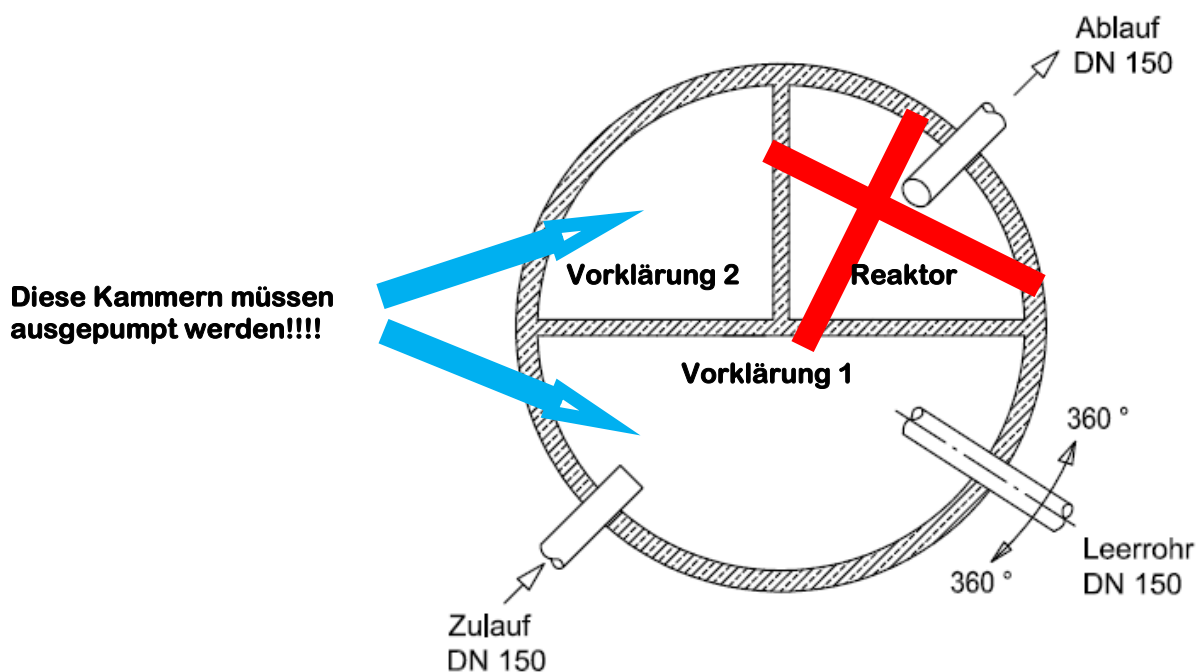 Ablauf
DN 150
Vorklärung 2
Reaktor
Diese Kammern müssen
ausgepumpt werden!!!!
Vorklärung 1
360 °
Leerrohr
DN 150
360 °
Zulauf
DN 150